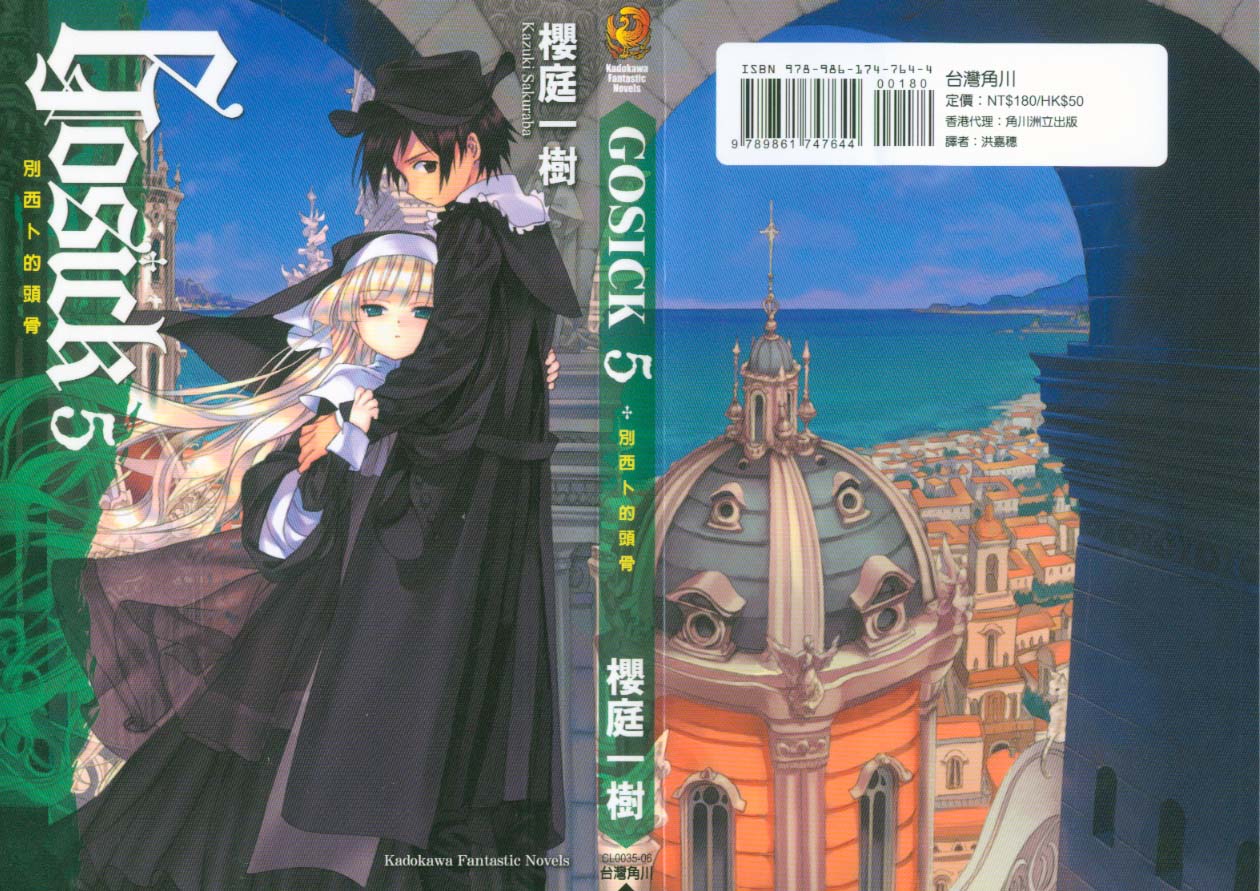 Gosick 5
別西卜的頭骨
櫻庭一樹
Kazuki Sakuraba
Kadokawa Fantastic Novels
Kadokawa
Fantastic
Novels
GOSICK 5
別西卜的頭骨
櫻庭一樹
CL0035-06
台灣角川
ISBN 978-986-174-764-4
00180
9 789861 747644
台灣角川
定價：NT$180/HK$50
香港代理：角川洲立出版
譯者：洪嘉穗